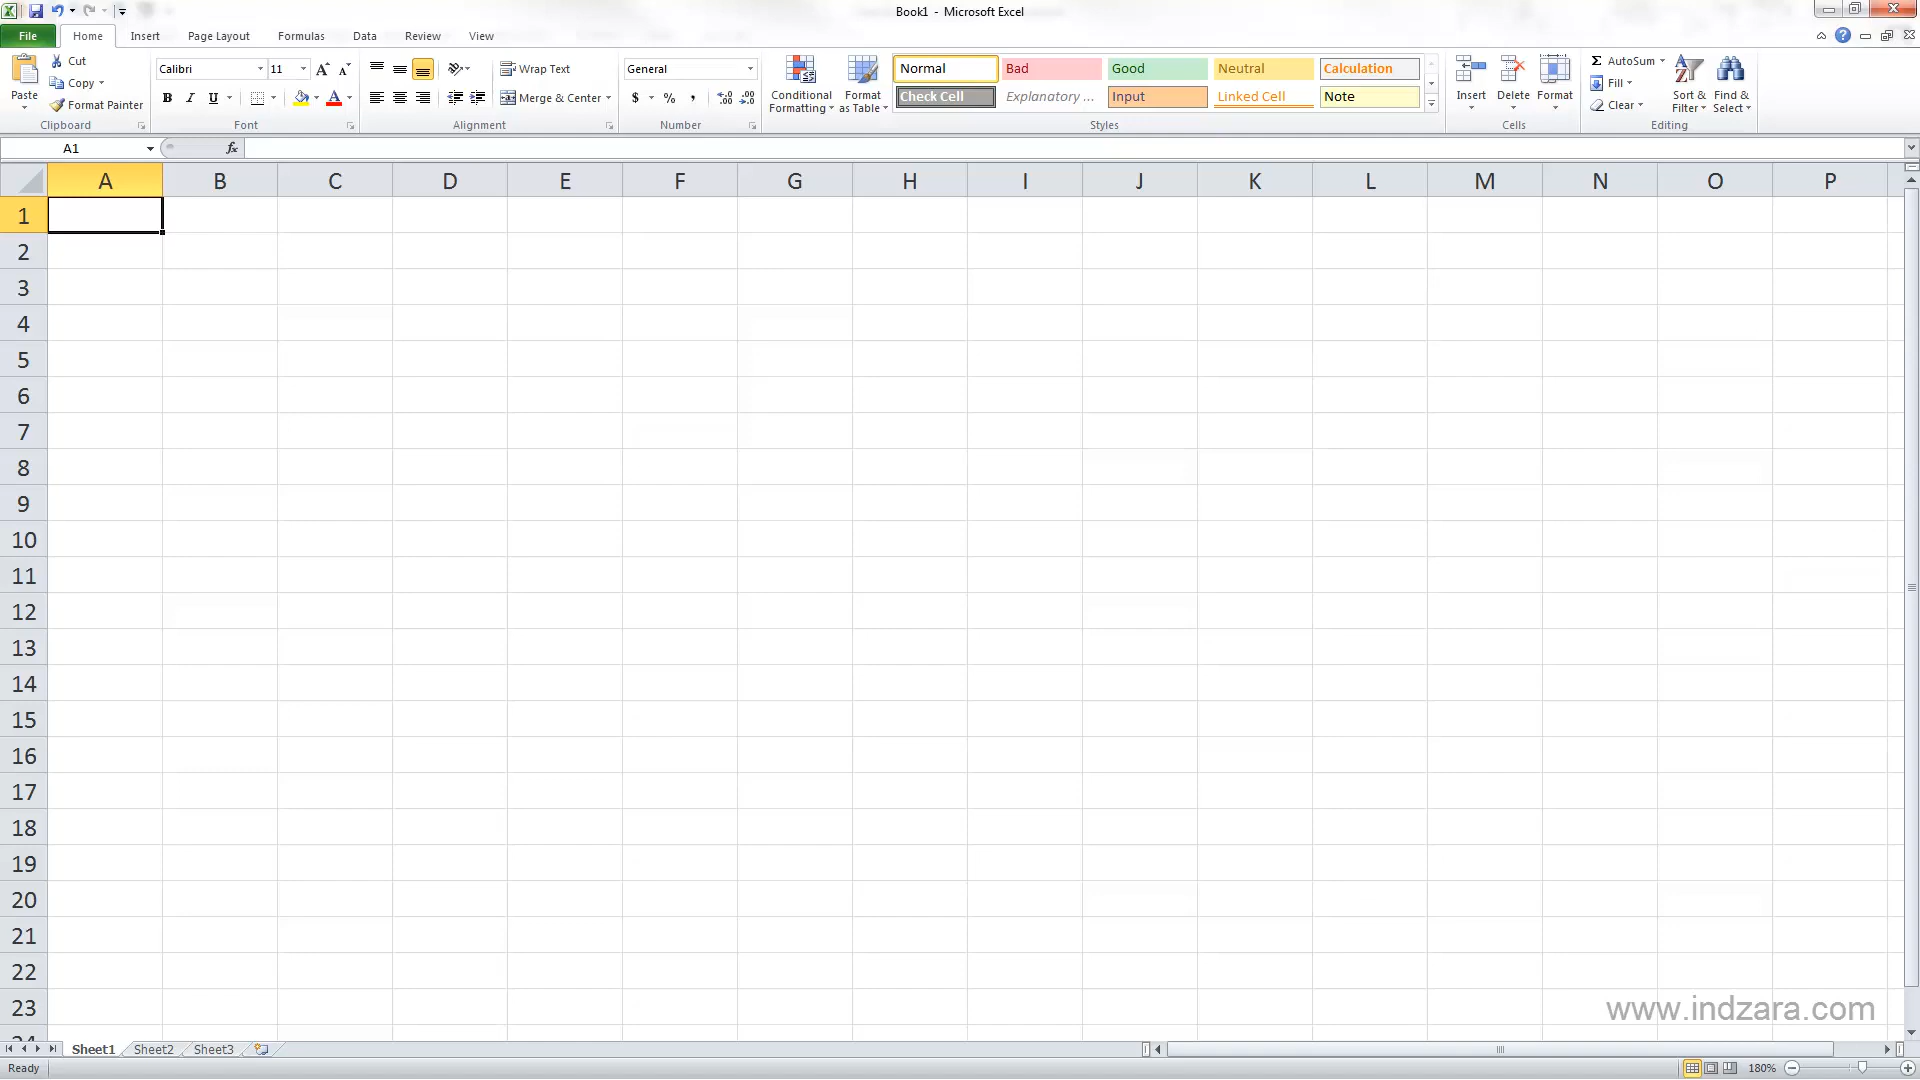 Book1 - Microsoft Excel
File Home Insert Page Layout Formulas Data Review View
Paste
Cut
Copy
Format Painter
Clipboard
Calibri 11
B I U
Font
Wrap Text
Merge & Center
Alignment
General
$ % ,
Number
Conditional Formatting
Format as Table
Normal Bad Good Neutral Calculation
Check Cell Explanatory ... Input Linked Cell Note
Styles
Insert Delete Format
Cells
Σ AutoSum
Fill
Clear
Sort & Filter
Find & Select
Editing
A1 fx
A B C D E F G H I J K L M N O P
1
2
3
4
5
6
7
8
9
10
11
12
13
14
15
16
17
18
19
20
21
22
23
24
www.indzara.com
Sheet1 Sheet2 Sheet3
Ready 180%